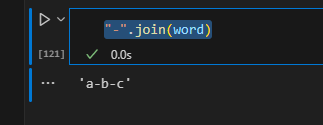 "-".join(word)
[121]
0.0s
'a-b-c'